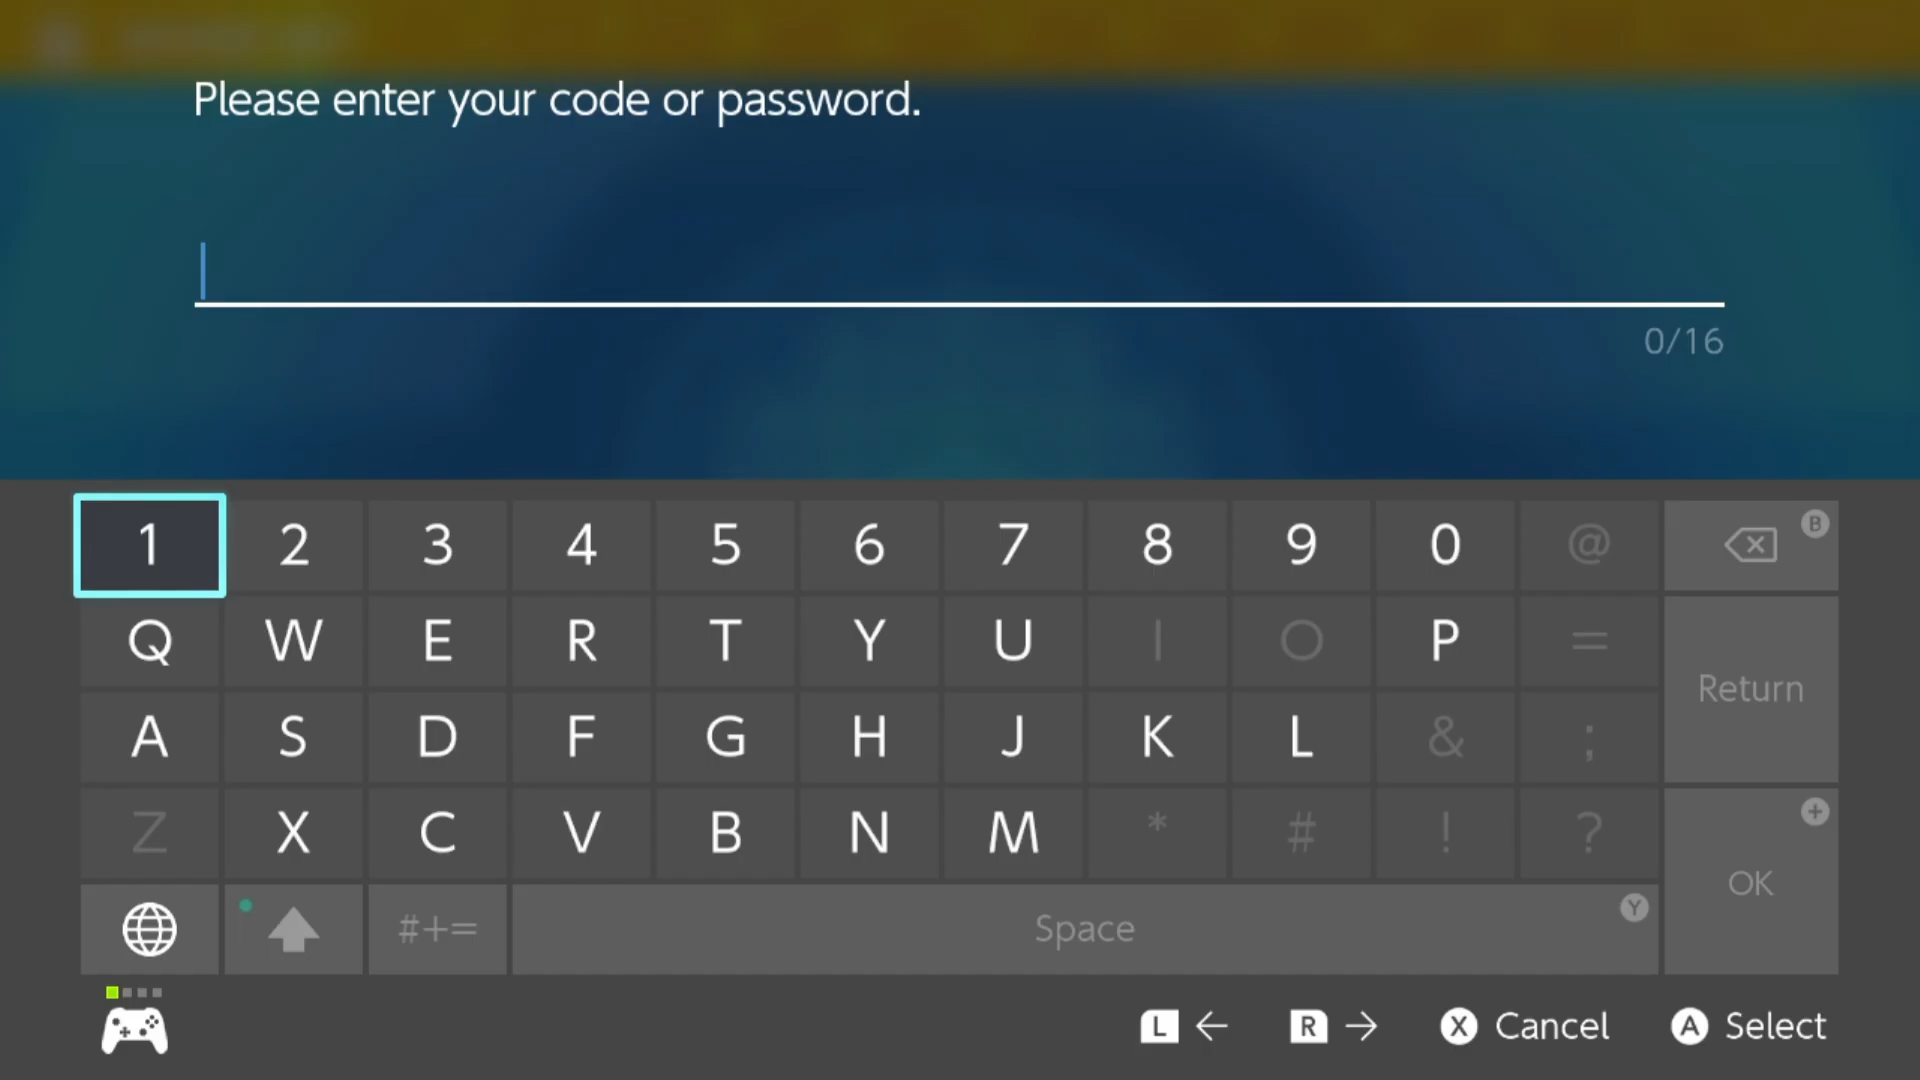 Please enter your code or password.
0/16
1 2 3 4 5 6 7 8 9 0 @ B
Q W E R T Y U I O P = Return
A S D F G H J K L & ;
Z X C V B N M * # ! ? +
OK
#+= Space Y
L ← R → X Cancel A Select